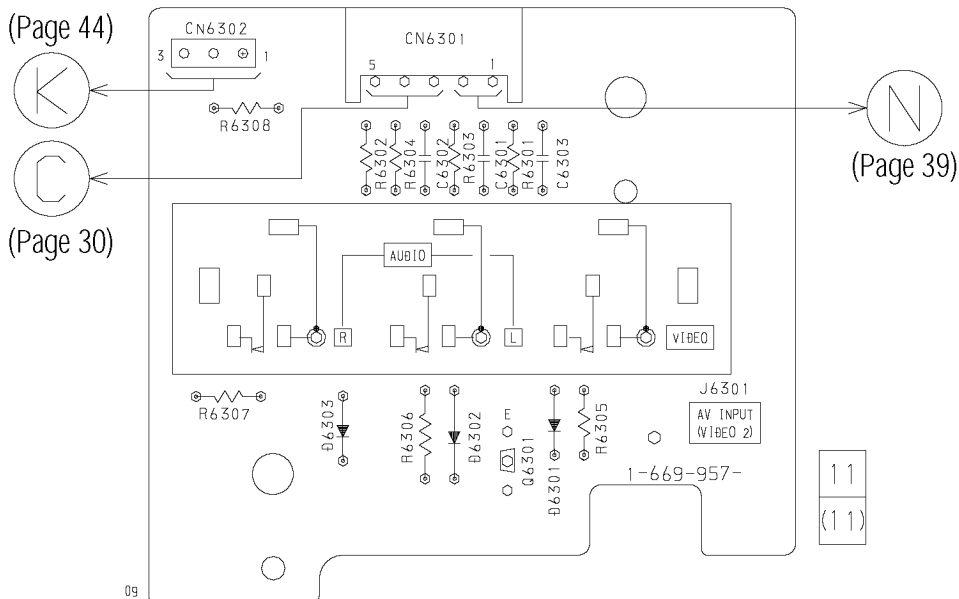 (Page 44)
CN6302
CN6301
3
1
5
1
K
N
R6308
(Page 39)
C
(Page 30)
R6302
R6304
C6302
R6303
C6301
R6301
C6303
AUDIO
R
L
VIDEO
R6307
D6303
R6306
D6302
E
Q6301
D6301
R6305
J6301
AV INPUT
(VIDEO 2)
1-669-957-
11
(11)
09